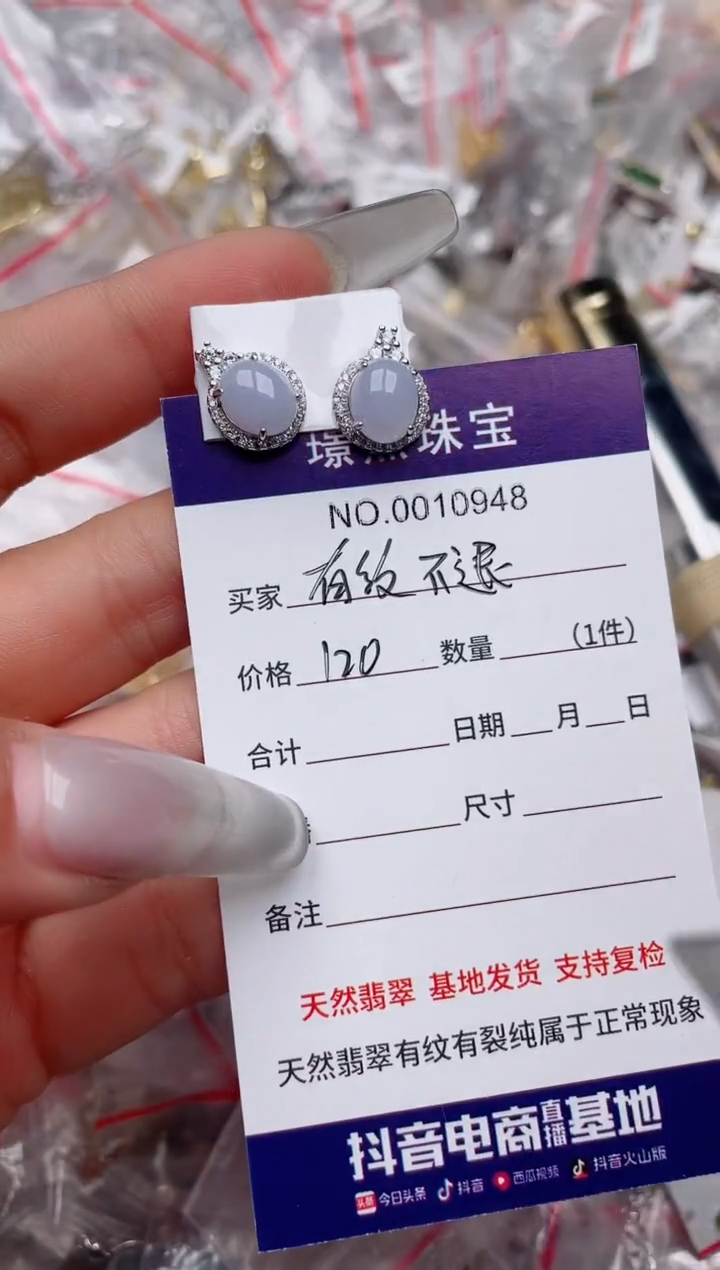 璟 珠宝
NO.0010948
买家 有纹 不退
价格 120 数量 (1件)
合计 日期 月 日
尺寸
备注
天然翡翠 基地发货 支持复检
天然翡翠有纹有裂纯属于正常现象
抖音电商直播基地
头条 今日头条 抖音 西瓜视频 抖音火山版